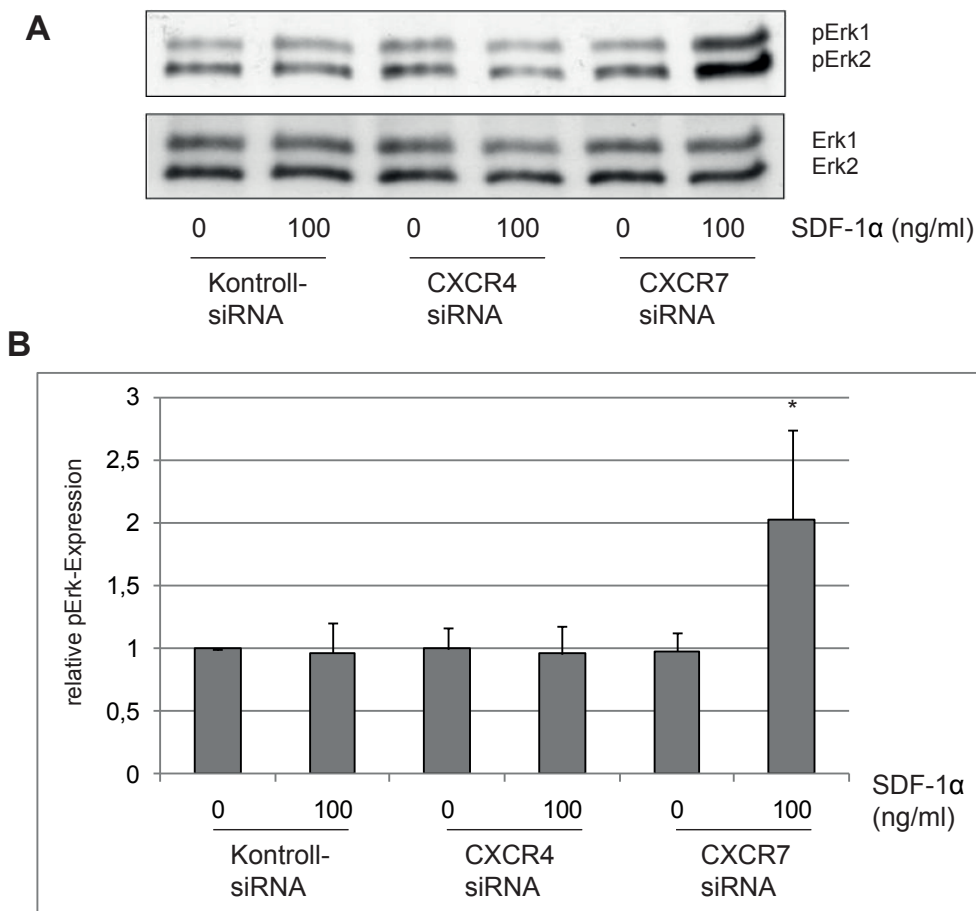 A
pErk1
pErk2
Erk1
Erk2
0 100 0 100 0 100 SDF-1α (ng/ml)
Kontroll- CXCR4 CXCR7
siRNA siRNA siRNA
B
relative pErk-Expression
3
2,5
2
1,5
1
0,5
0
*
0 100 0 100 0 100
SDF-1α
(ng/ml)
Kontroll- CXCR4 CXCR7
siRNA siRNA siRNA